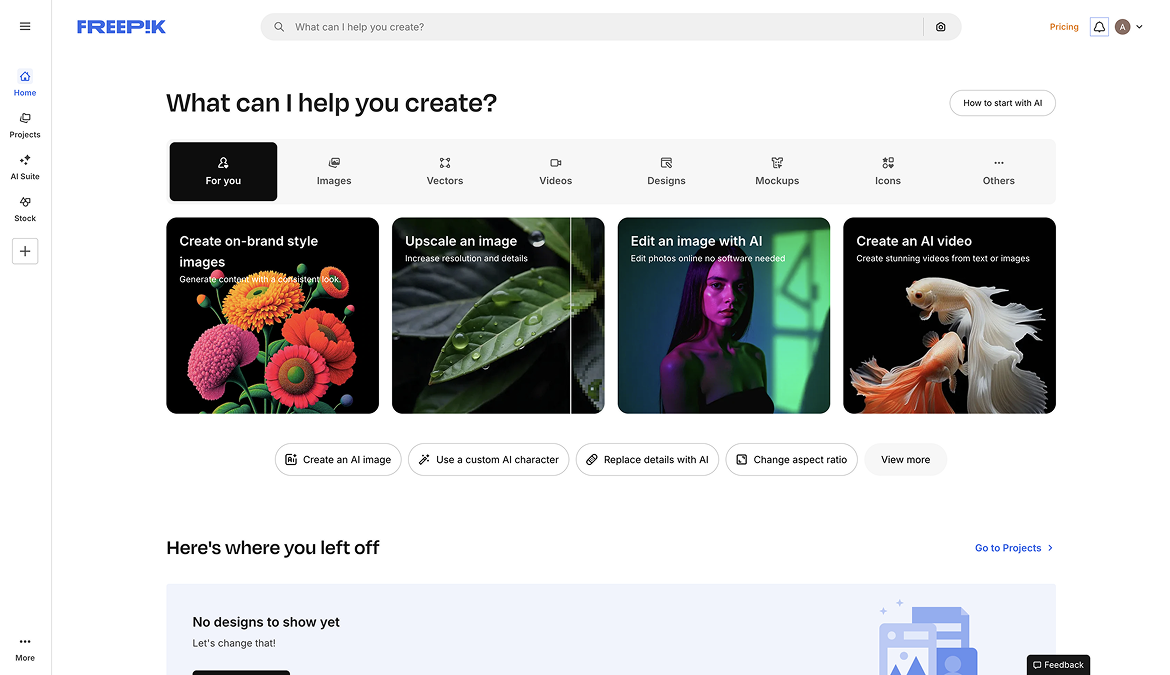 FREEP!K
What can I help you create?
Pricing
A
Home
Projects
AI Suite
Stock
More
What can I help you create?
How to start with AI
For you
Images
Vectors
Videos
Designs
Mockups
Icons
Others
Create on-brand style
images
Generate content with a consistent look.
Upscale an image
Increase resolution and details
Edit an image with AI
Edit photos online no software needed
Create an AI video
Create stunning videos from text or images
Create an AI image
Use a custom AI character
Replace details with AI
Change aspect ratio
View more
Here's where you left off
Go to Projects
No designs to show yet
Let's change that!
Feedback